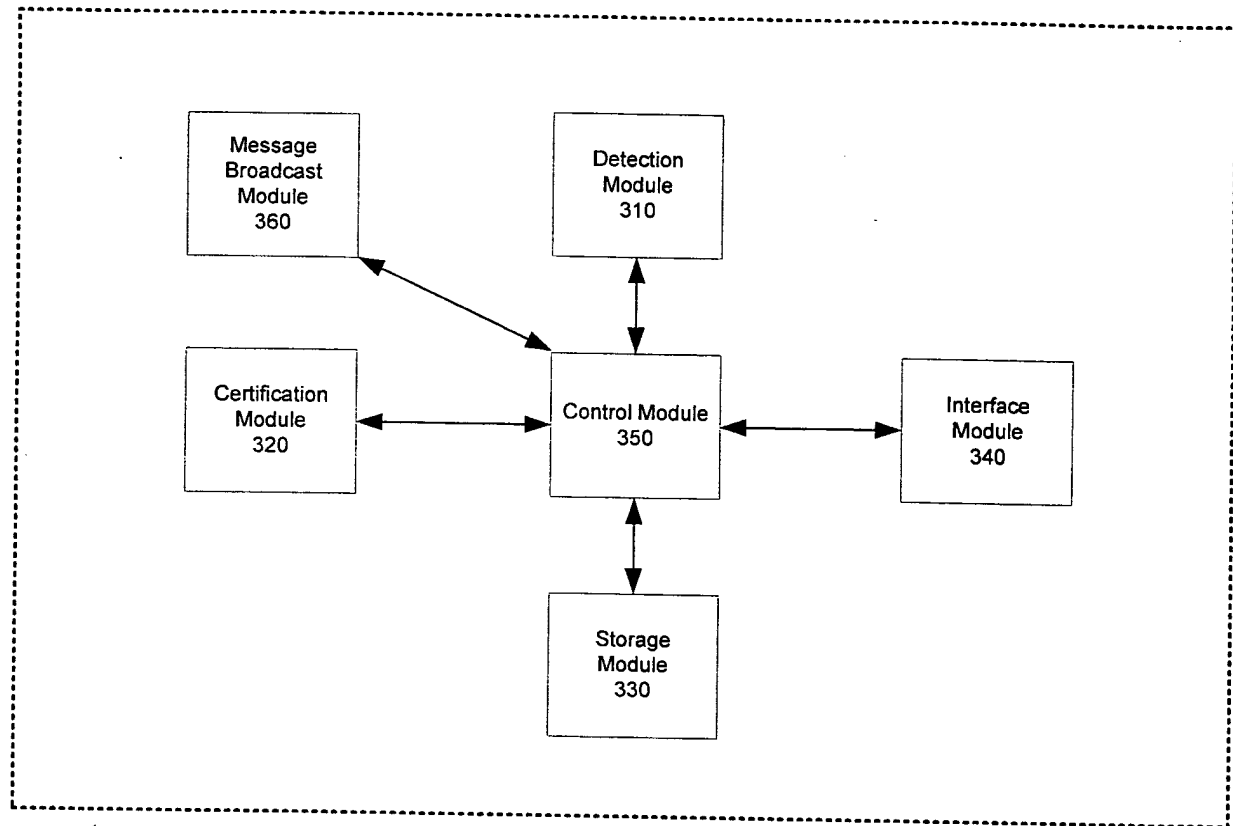 Message
Broadcast
Module
360
Detection
Module
310
Certification
Module
320
Control Module
350
Interface
Module
340
Storage
Module
330